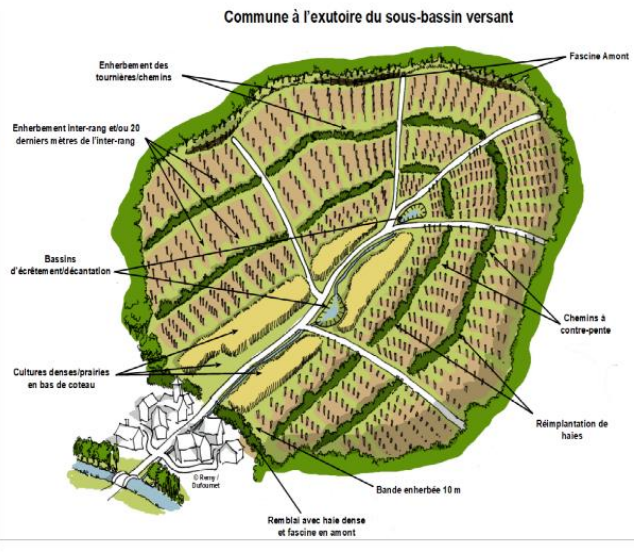 Commune à l'exutoire du sous-bassin versant
Enherbement des
tournières/chemins
Fascine Amont
Enherbement inter-rang et/ou 20
derniers mètres de l'inter-rang
Bassins
d'écrêtement/décantation
Chemins à
contre-pente
Cultures denses/prairies
en bas de coteau
Réimplantation de
haies
© Remy /
Dufournet
Bande enherbée 10 m
Remblai avec haie dense
et fascine en amont